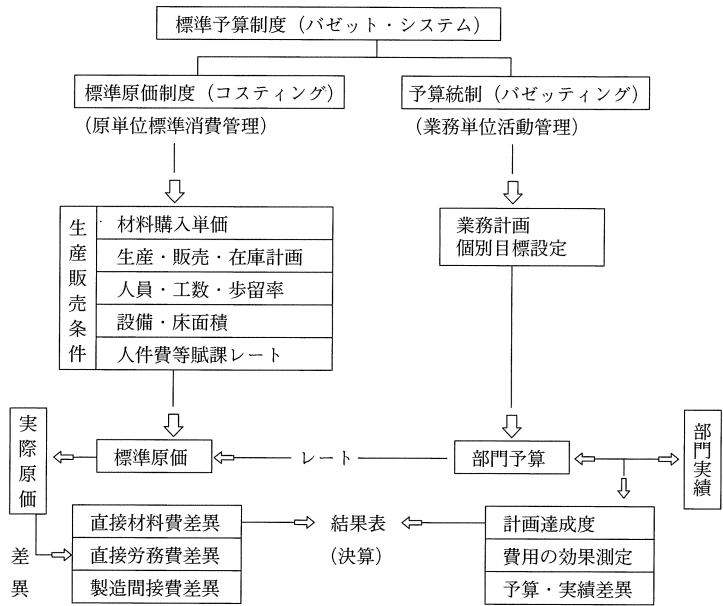 標準予算制度（バゼット・システム）
標準原価制度（コスティング）
予算統制（バゼッティング）
（原単位標準消費管理）
（業務単位活動管理）
生産販売条件
材料購入単価
生産・販売・在庫計画
人員・工数・歩留率
設備・床面積
人件費等賦課レート
業務計画
個別目標設定
実際原価
標準原価
レート
部門予算
部門実績
差異
直接材料費差異
直接労務費差異
製造間接費差異
結果表
（決算）
計画達成度
費用の効果測定
予算・実績差異